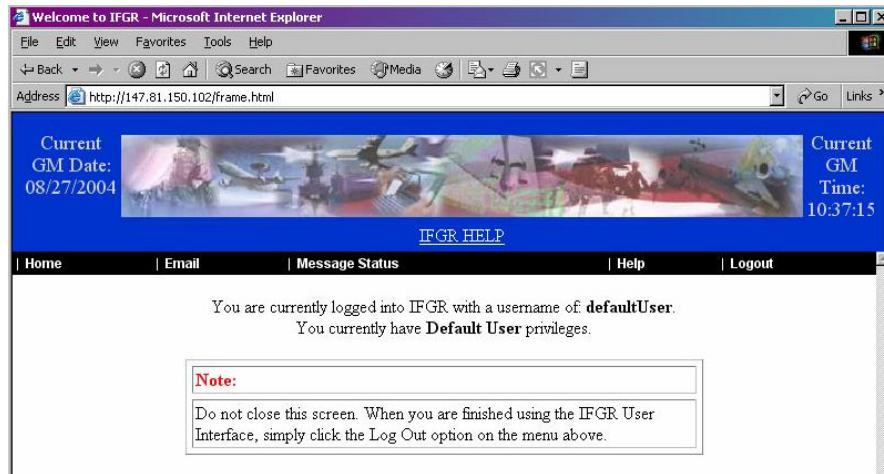 Welcome to IFGR - Microsoft Internet Explorer
File Edit View Favorites Tools Help
Back Search Favorites Media
Address http://147.81.150.102/frame.html Go Links
Current
GM Date:
08/27/2004
Current
GM
Time:
10:37:15
IFGR HELP
| Home | Email | Message Status | Help | Logout
You are currently logged into IFGR with a username of: defaultUser.
You currently have Default User privileges.
Note:
Do not close this screen. When you are finished using the IFGR User
Interface, simply click the Log Out option on the menu above.